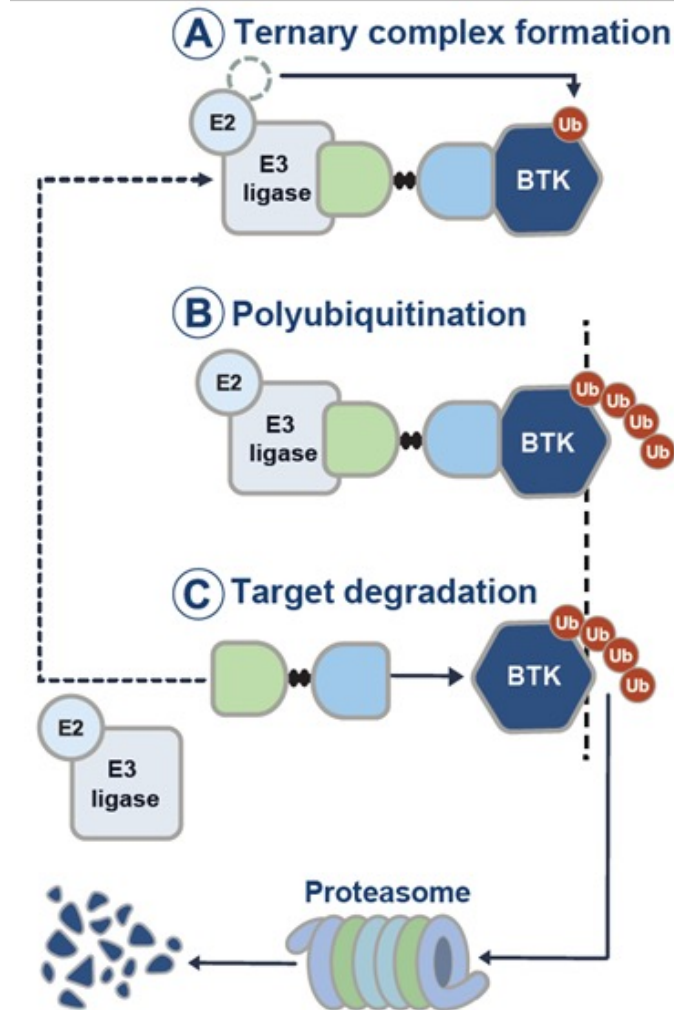 A Ternary complex formation
E2
Ub
E3
ligase
BTK
B Polyubiquitination
E2
Ub
Ub
Ub
Ub
E3
ligase
BTK
C Target degradation
Ub
Ub
Ub
Ub
BTK
E2
E3
ligase
Proteasome